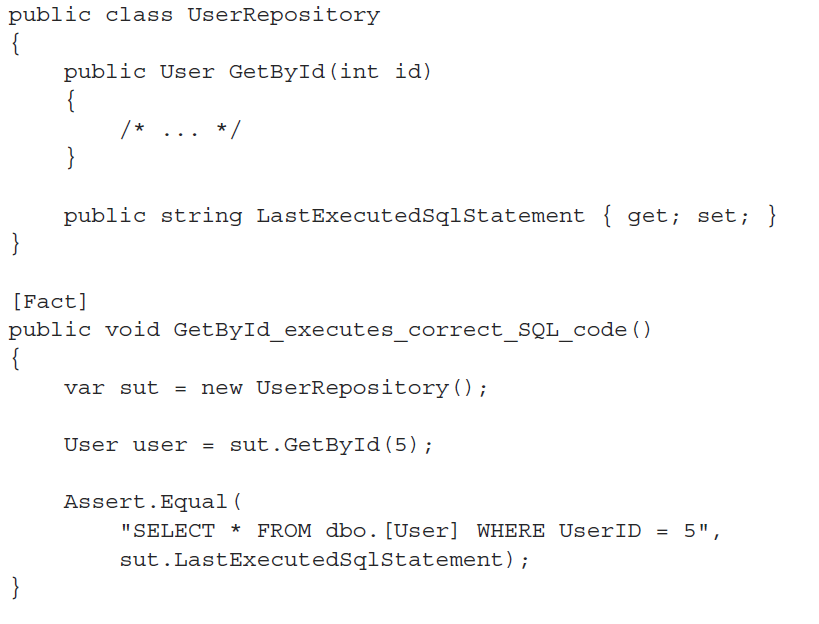 public class UserRepository
{
    public User GetById(int id)
    {
        /* ... */
    }

    public string LastExecutedSqlStatement { get; set; }
}

[Fact]
public void GetById_executes_correct_SQL_code()
{
    var sut = new UserRepository();

    User user = sut.GetById(5);

    Assert.Equal(
        "SELECT * FROM dbo.[User] WHERE UserID = 5",
        sut.LastExecutedSqlStatement);
}